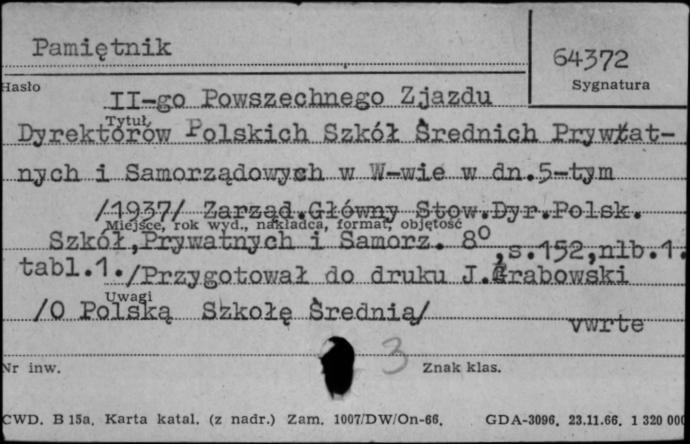 Pamiętnik
64372
Hasło
Sygnatura
II-go Powszechnego Zjazdu
Tytuł
Dyrektorów Polskich Szkół Średnich Prywtat-
nych i Samorządowych w W-wie w dn.5-tym
/1937/ Zarząd.Główny Stow.Dyr.Polsk.
Miejsce, rok wyd., nakładca, format, objętość
Szkół,Prywatnych i Samorz. 8⁰,s.152,nlb.1.
tabl.1./Przygotował do druku J.Grabowski
Uwagi
/O Polską Szkołę Średnią/
vwrte
3
Nr inw.
Znak klas.
CWD. B 15a. Karta katal. (z nadr.) Zam. 1007/DW/On-66. GDA-3096. 23.11.66. 1 320 000